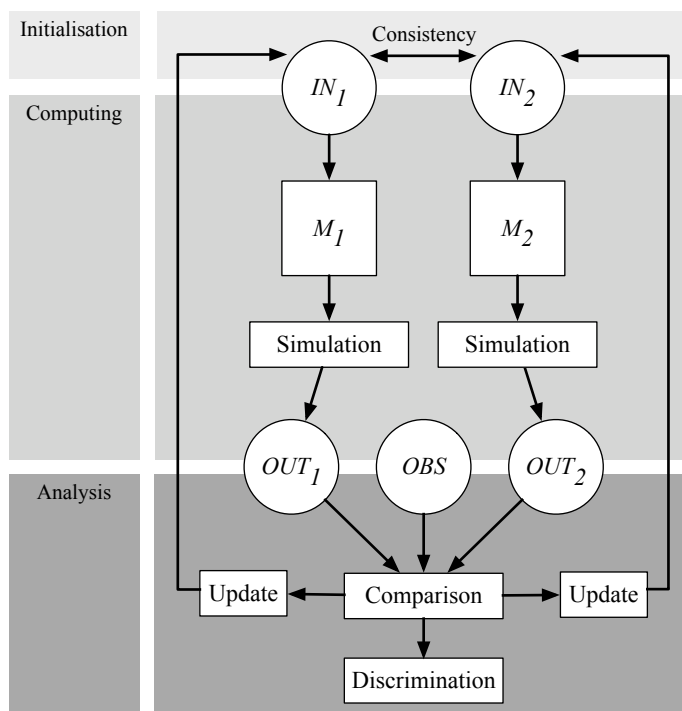 Initialisation
Consistency
IN1 IN2
Computing
M1 M2
Simulation Simulation
OUT1 OBS OUT2
Analysis
Update Comparison Update
Discrimination